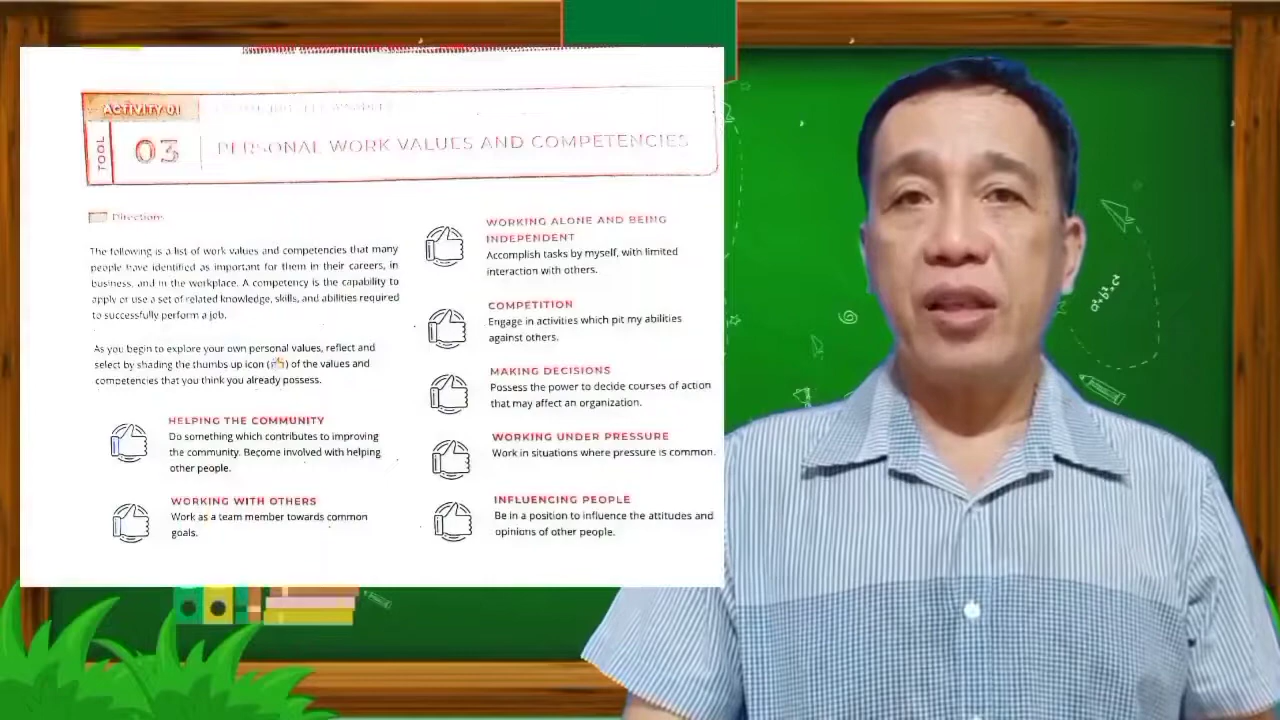 ACTIVITY 01
TOOL
03
PERSONAL WORK VALUES AND COMPETENCIES
Directions
The following is a list of work values and competencies that many
people have identified as important for them in their careers, in
business, and in the workplace. A competency is the capability to
apply or use a set of related knowledge, skills, and abilities required
to successfully perform a job.
As you begin to explore your own personal values, reflect and
select by shading the thumbs up icon ( ) of the values and
competencies that you think you already possess.
HELPING THE COMMUNITY
Do something which contributes to improving
the community. Become involved with helping
other people.
WORKING WITH OTHERS
Work as a team member towards common
goals.
WORKING ALONE AND BEING
INDEPENDENT
Accomplish tasks by myself, with limited
interaction with others.
COMPETITION
Engage in activities which pit my abilities
against others.
MAKING DECISIONS
Possess the power to decide courses of action
that may affect an organization.
WORKING UNDER PRESSURE
Work in situations where pressure is common.
INFLUENCING PEOPLE
Be in a position to influence the attitudes and
opinions of other people.
a²+b²=c²